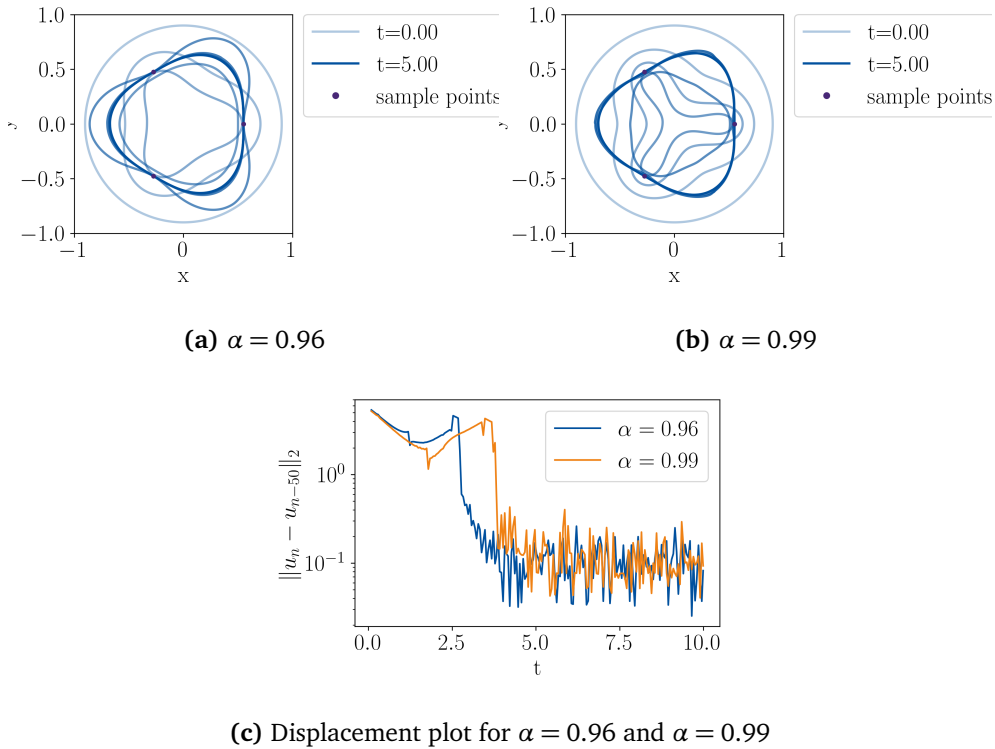 1.0
0.5
0.0
−0.5
−1.0
y
−1
0
1
x
t=0.00
t=5.00
sample points
(a) α = 0.96
1.0
0.5
0.0
−0.5
−1.0
y
−1
0
1
x
t=0.00
t=5.00
sample points
(b) α = 0.99
||u_n − u_{n−50}||_2
10^0
10^{−1}
α = 0.96
α = 0.99
0.0
2.5
5.0
7.5
10.0
t
(c) Displacement plot for α = 0.96 and α = 0.99